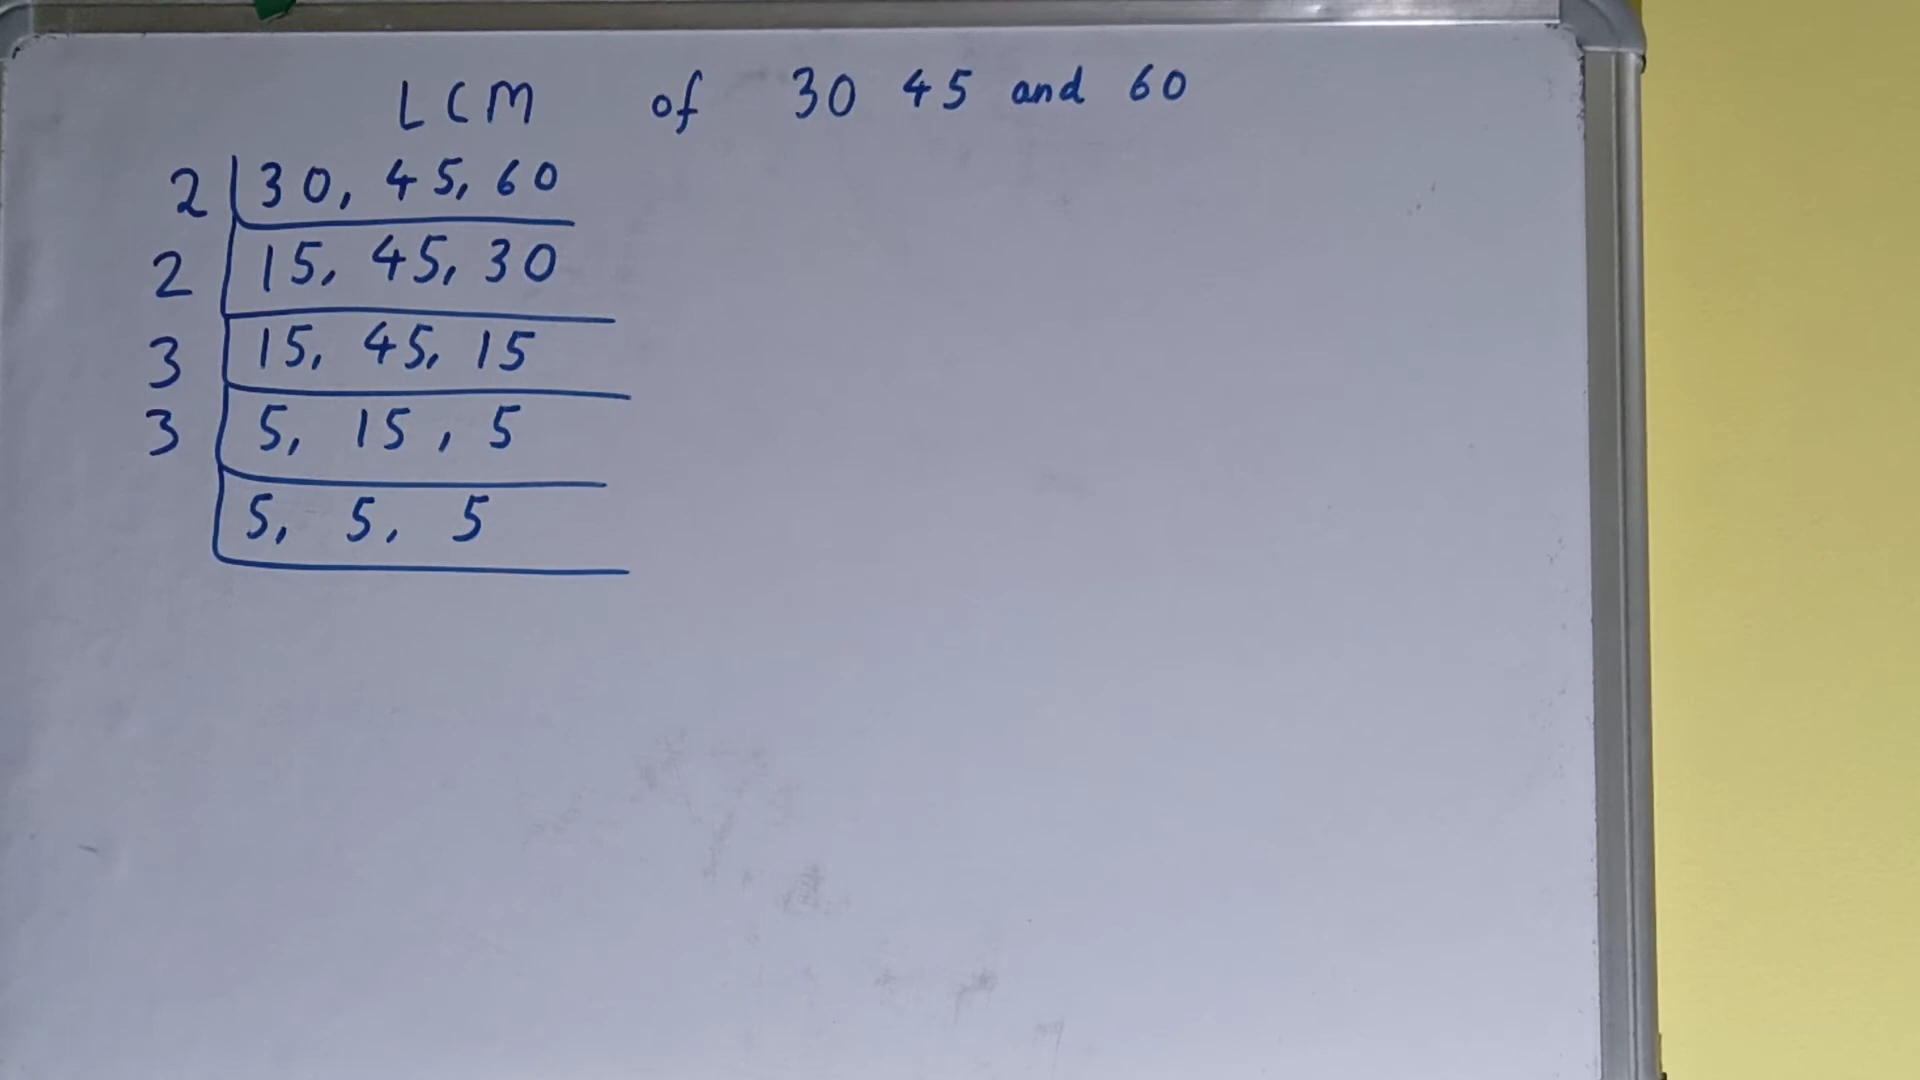 LCM of 30 45 and 60
2 30, 45, 60
2 15, 45, 30
3 15, 45, 15
3 5, 15, 5
5, 5, 5